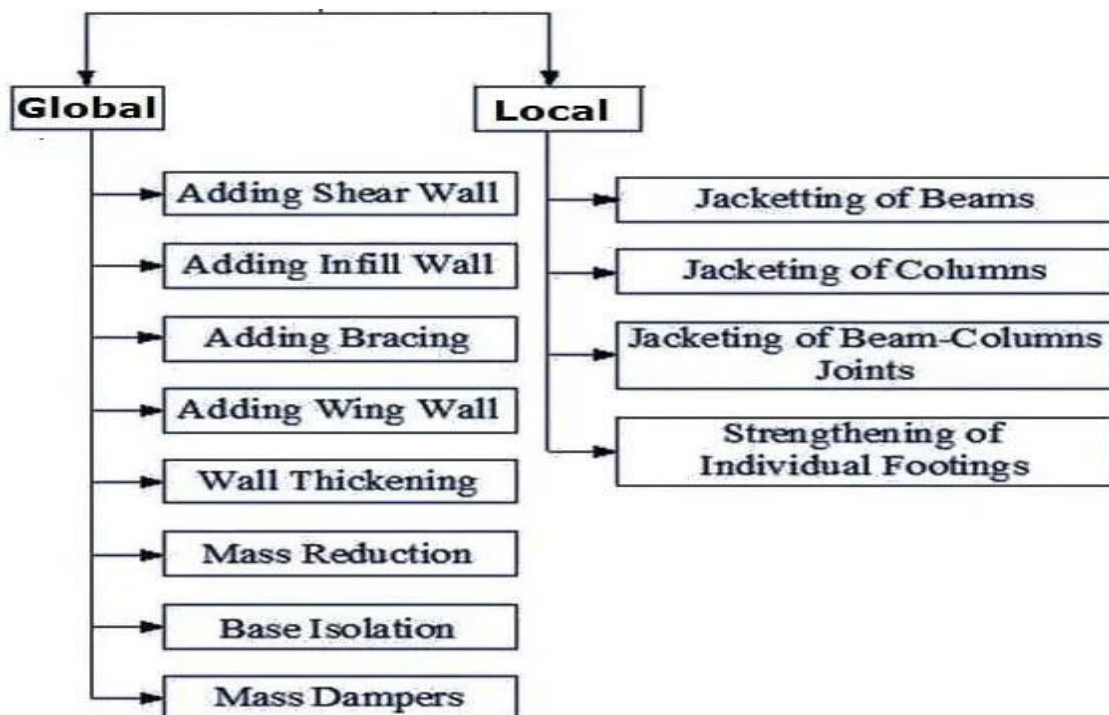 Global
Adding Shear Wall
Adding Infill Wall
Adding Bracing
Adding Wing Wall
Wall Thickening
Mass Reduction
Base Isolation
Mass Dampers
Local
Jacketting of Beams
Jacketing of Columns
Jacketing of Beam-Columns
Joints
Strengthening of
Individual Footings